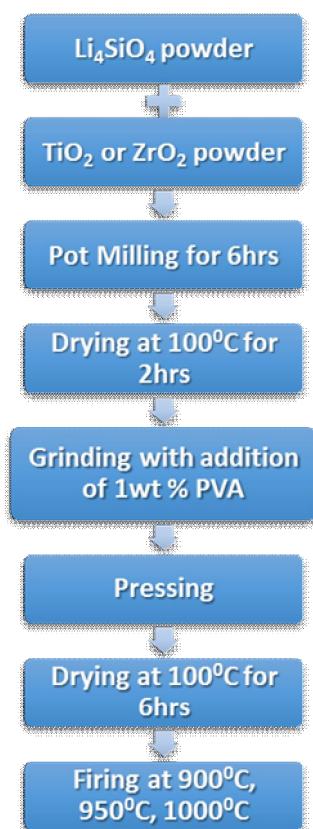 Li₄SiO₄ powder
TiO₂ or ZrO₂ powder
Pot Milling for 6hrs
Drying at 100⁰C for
2hrs
Grinding with addition
of 1wt % PVA
Pressing
Drying at 100⁰C for
6hrs
Firing at 900⁰C,
950⁰C, 1000⁰C